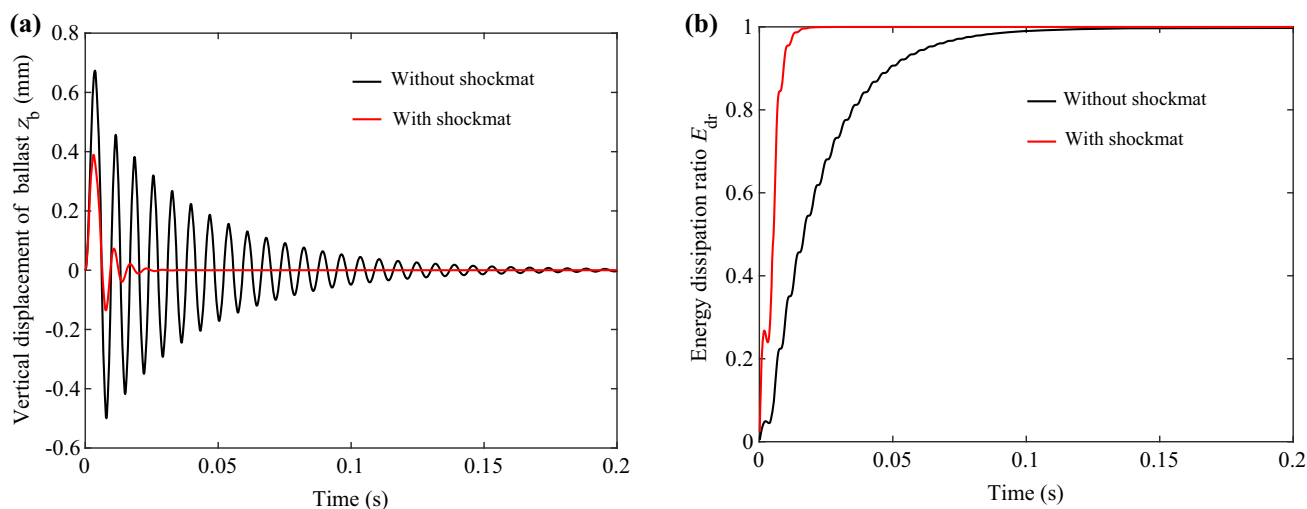 (a)
0.8
0.6
0.4
0.2
0
-0.2
-0.4
-0.6
Vertical displacement of ballast z_b (mm)
Without shockmat
With shockmat
0
0.05
0.1
0.15
0.2
Time (s)
(b)
1
0.8
0.6
0.4
0.2
0
Energy dissipation ratio E_dr
Without shockmat
With shockmat
0
0.05
0.1
0.15
0.2
Time (s)